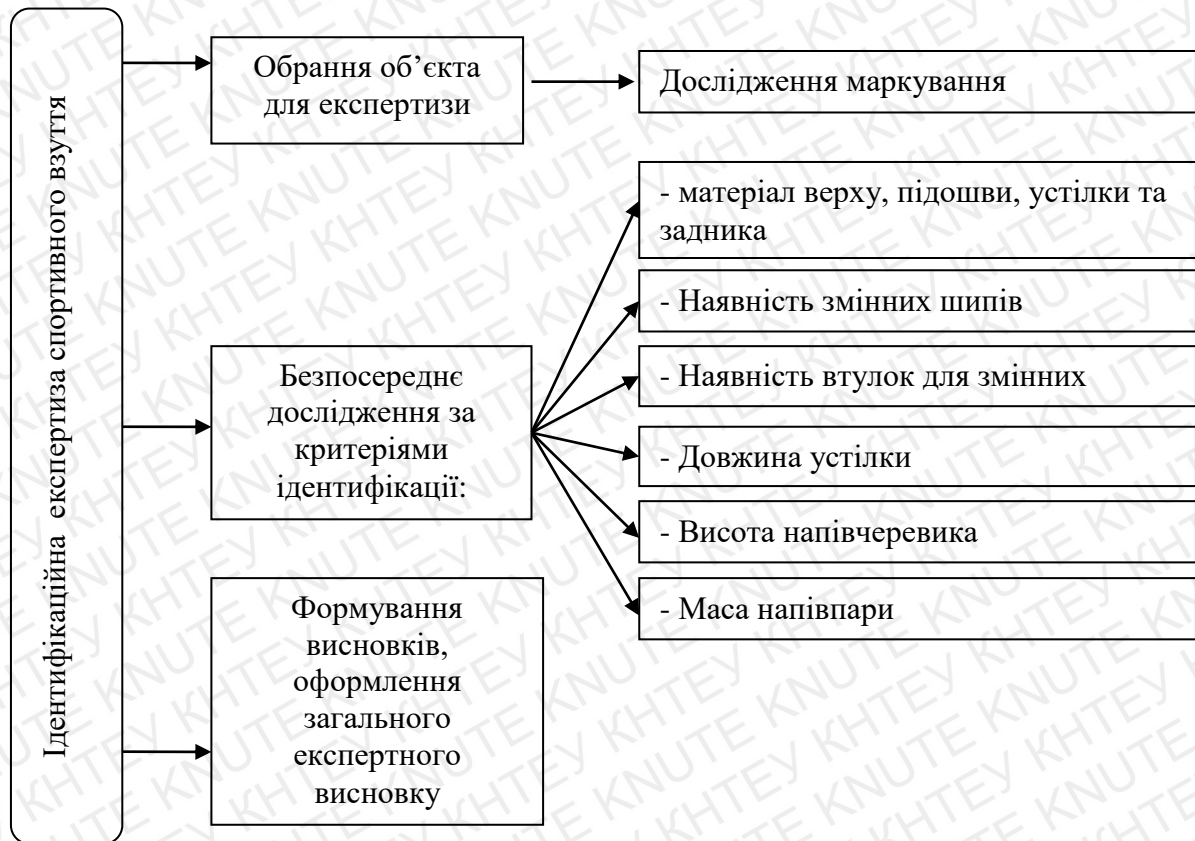 Ідентифікаційна експертиза спортивного взуття
Обрання об’єкта
для експертизи
Дослідження маркування
Безпосереднє
дослідження за
критеріями
ідентифікації:
- матеріал верху, підошви, устілки та
задника
- Наявність змінних шипів
- Наявність втулок для змінних
- Довжина устілки
- Висота напівчеревика
- Маса напівпари
Формування
висновків,
оформлення
загального
експертного
висновку